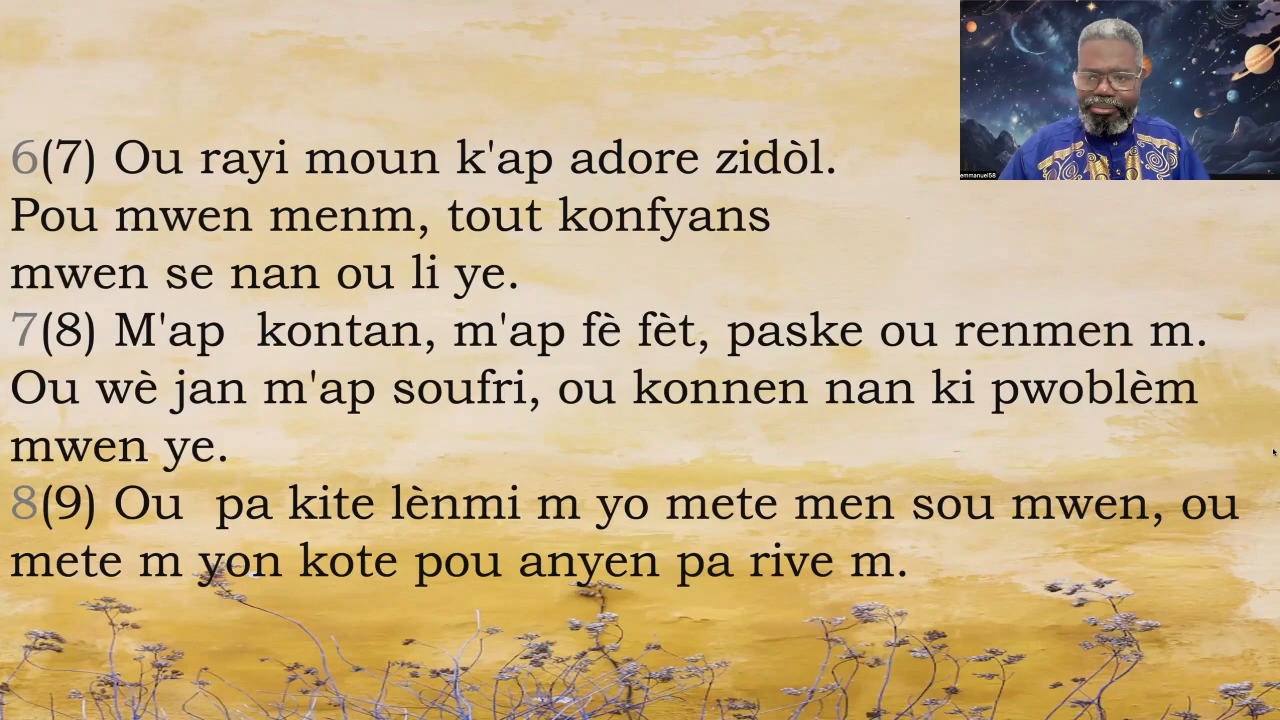 6(7) Ou rayi moun k'ap adore zidòl.
Pou mwen menm, tout konfyans
mwen se nan ou li ye.
7(8) M'ap  kontan, m'ap fè fèt, paske ou renmen m.
Ou wè jan m'ap soufri, ou konnen nan ki pwoblèm
mwen ye.
8(9) Ou  pa kite lènmi m yo mete men sou mwen, ou
mete m yon kote pou anyen pa rive m.
emmanuel58